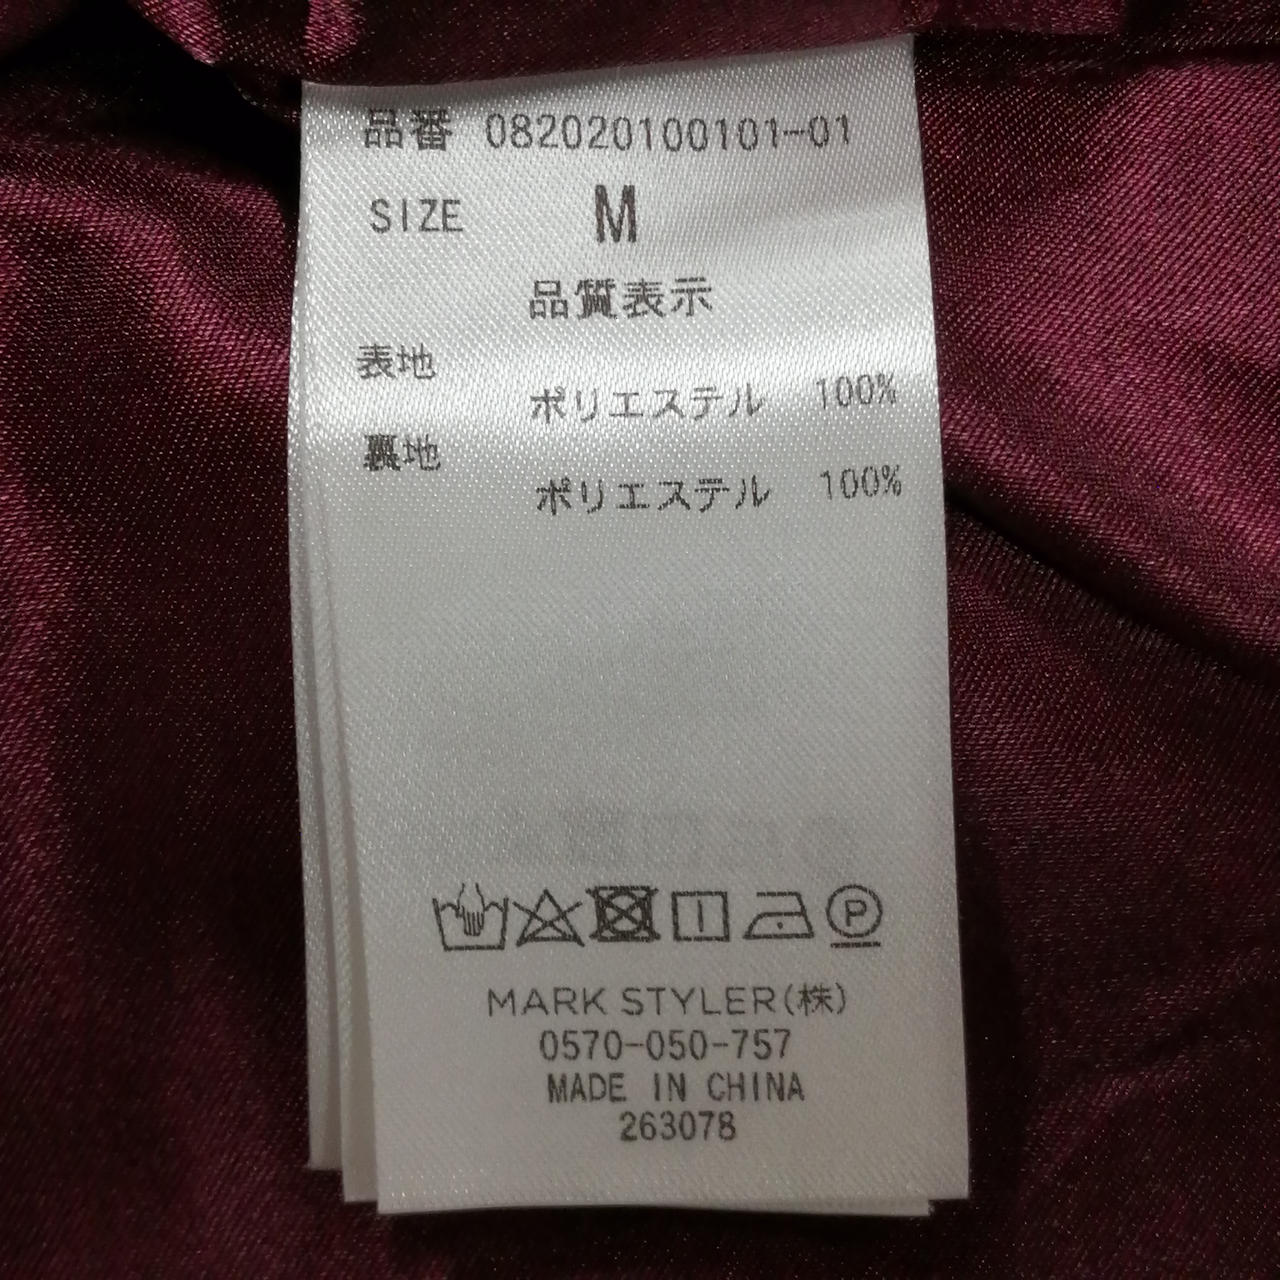 品番 082020100101-01
SIZE M
品質表示
表地
ポリエステル 100%
裏地
ポリエステル 100%
P
MARK STYLER(株)
0570-050-757
MADE IN CHINA
263078